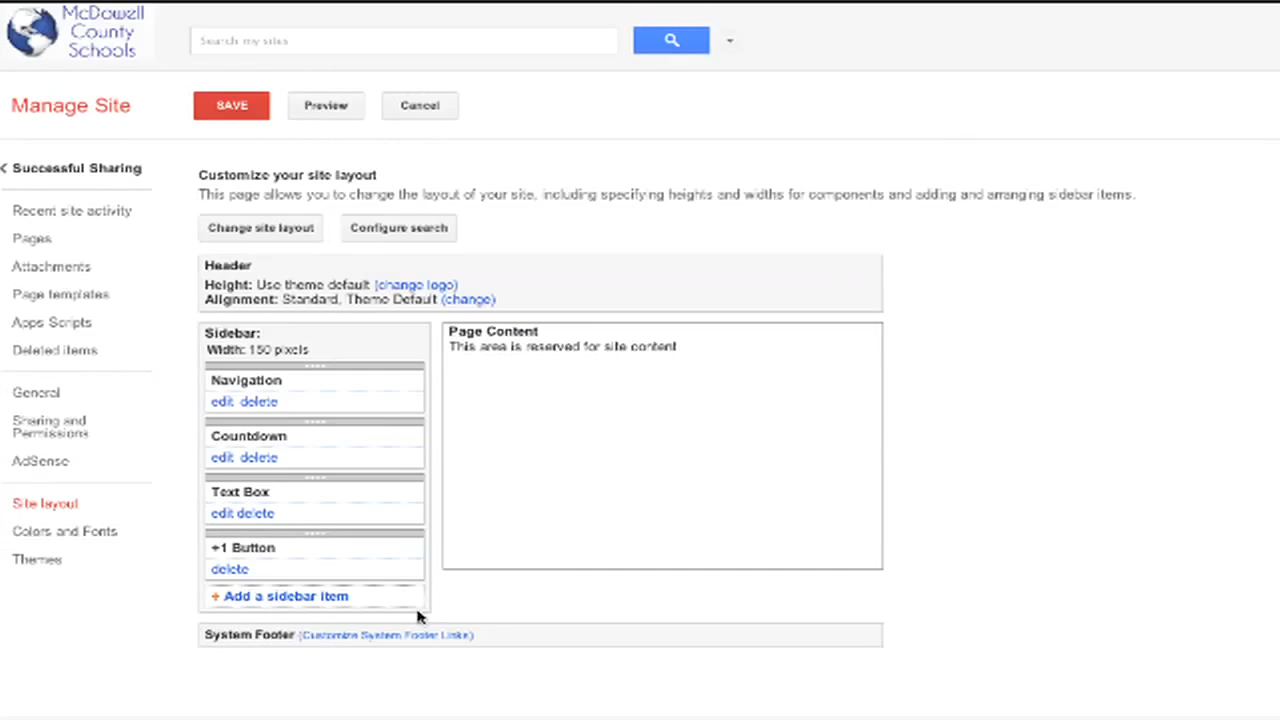 McDowell
County
Schools
Search my sites
Manage Site
SAVE
Preview
Cancel
Successful Sharing
Recent site activity
Pages
Attachments
Page templates
Apps Scripts
Deleted items
General
Sharing and
Permissions
AdSense
Site layout
Colors and Fonts
Themes
Customize your site layout
This page allows you to change the layout of your site, including specifying heights and widths for components and adding and arranging sidebar items.
Change site layout
Configure search
Header
Height: Use theme default (change logo)
Alignment: Standard, Theme Default (change)
Sidebar:
Width: 150 pixels
Navigation
edit delete
Countdown
edit delete
Text Box
edit delete
+1 Button
delete
+ Add a sidebar item
Page Content
This area is reserved for site content
System Footer (Customize System Footer Links)